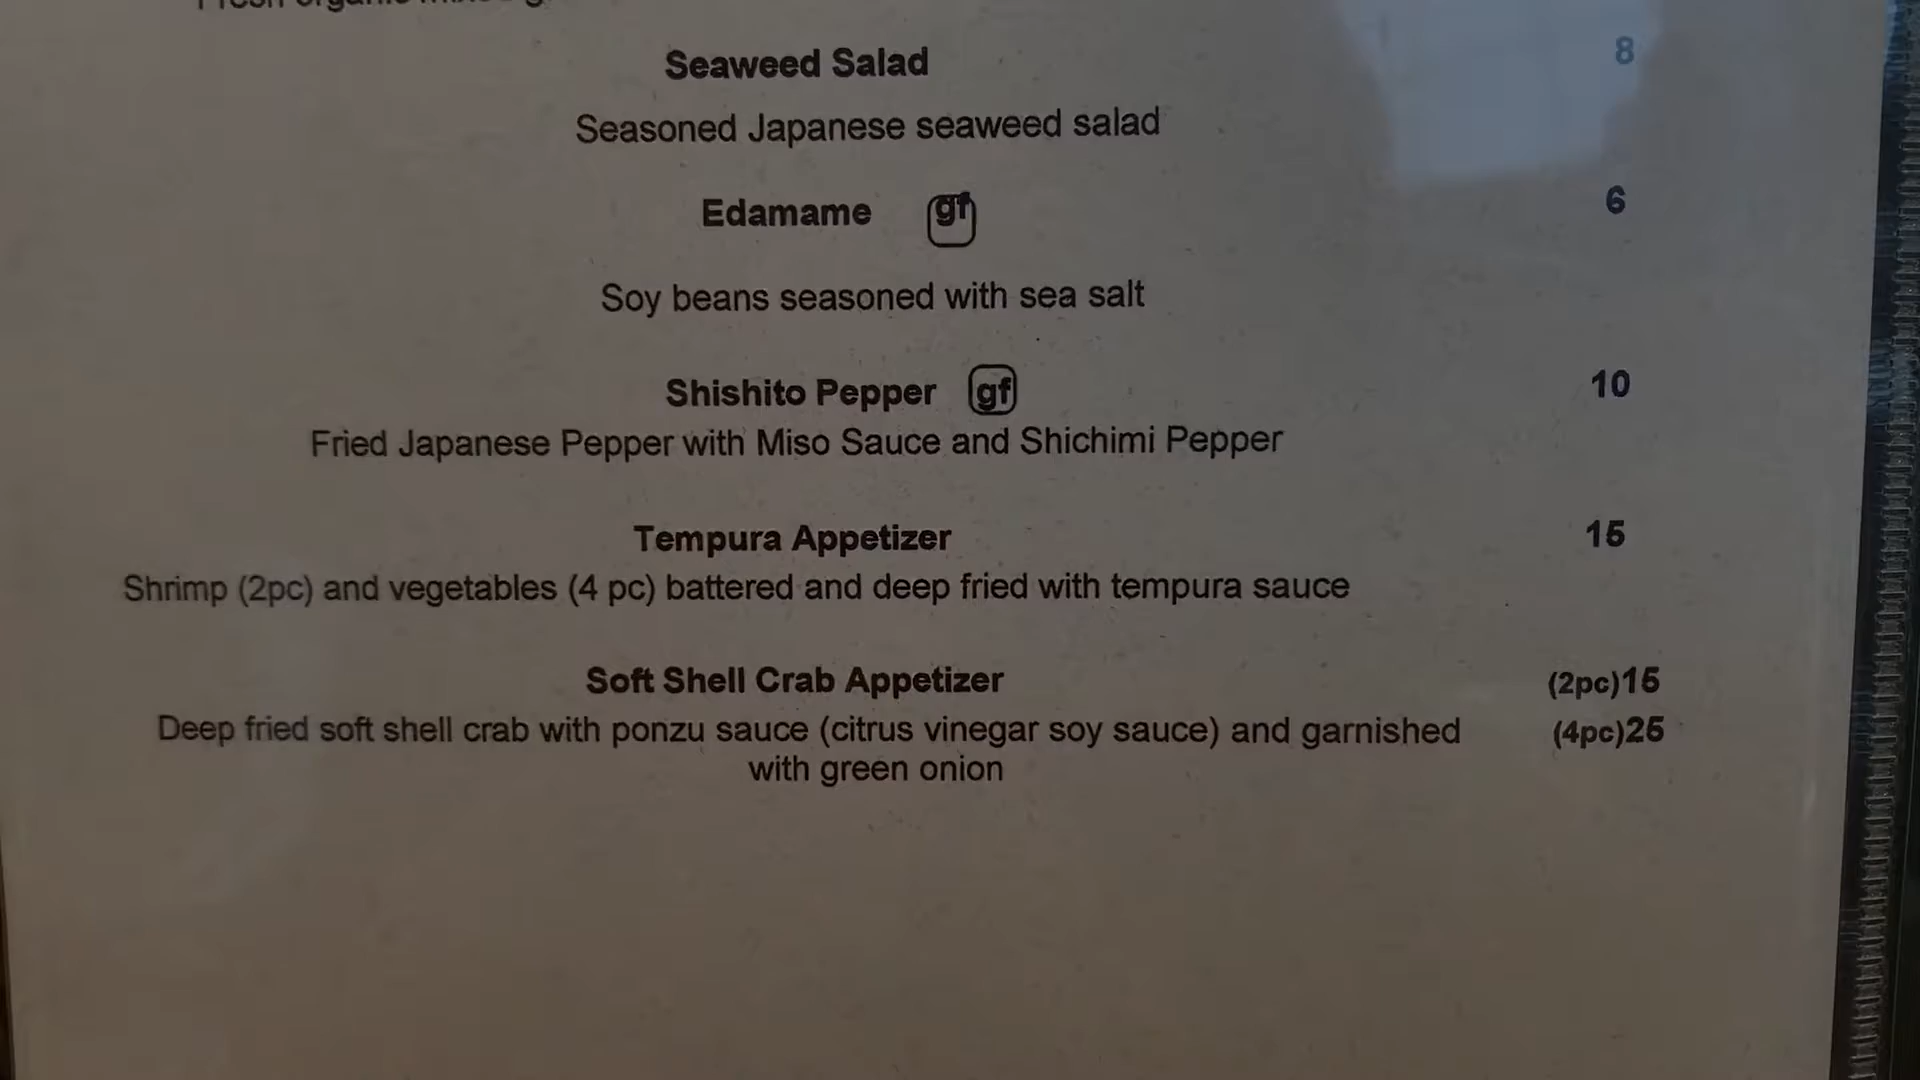 Seaweed Salad 8
Seasoned Japanese seaweed salad
Edamame gf 6
Soy beans seasoned with sea salt
Shishito Pepper gf 10
Fried Japanese Pepper with Miso Sauce and Shichimi Pepper
Tempura Appetizer 15
Shrimp (2pc) and vegetables (4 pc) battered and deep fried with tempura sauce
Soft Shell Crab Appetizer (2pc)15
Deep fried soft shell crab with ponzu sauce (citrus vinegar soy sauce) and garnished (4pc)25
with green onion